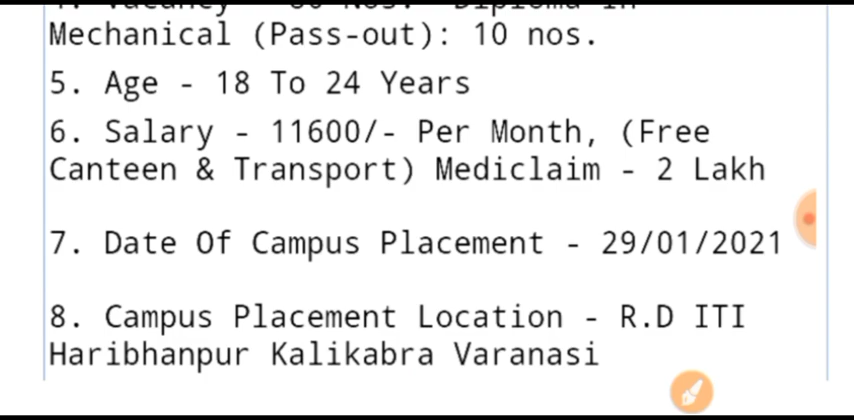 Mechanical (Pass-out): 10 nos.
5. Age - 18 To 24 Years
6. Salary - 11600/- Per Month, (Free
Canteen & Transport) Mediclaim - 2 Lakh
7. Date Of Campus Placement - 29/01/2021
8. Campus Placement Location - R.D ITI
Haribhanpur Kalikabra Varanasi